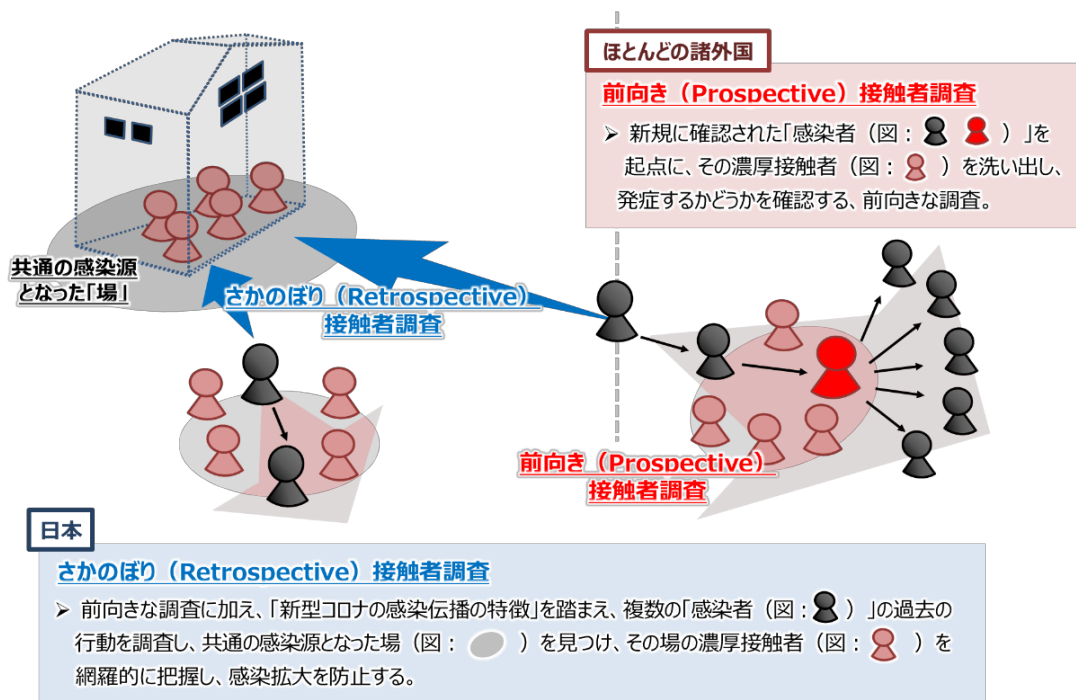 ほとんどの諸外国
前向き（Prospective）接触者調査
➢ 新規に確認された「感染者（図：　　）」を
起点に、その濃厚接触者（図：　）を洗い出し、
発症するかどうかを確認する、前向きな調査。
共通の感染源
となった「場」
さかのぼり（Retrospective）
接触者調査
前向き（Prospective）
接触者調査
日本
さかのぼり（Retrospective）接触者調査
➢ 前向きな調査に加え、「新型コロナの感染伝播の特徴」を踏まえ、複数の「感染者（図：　）」の過去の
行動を調査し、共通の感染源となった場（図：　）を見つけ、その場の濃厚接触者（図：　）を
網羅的に把握し、感染拡大を防止する。